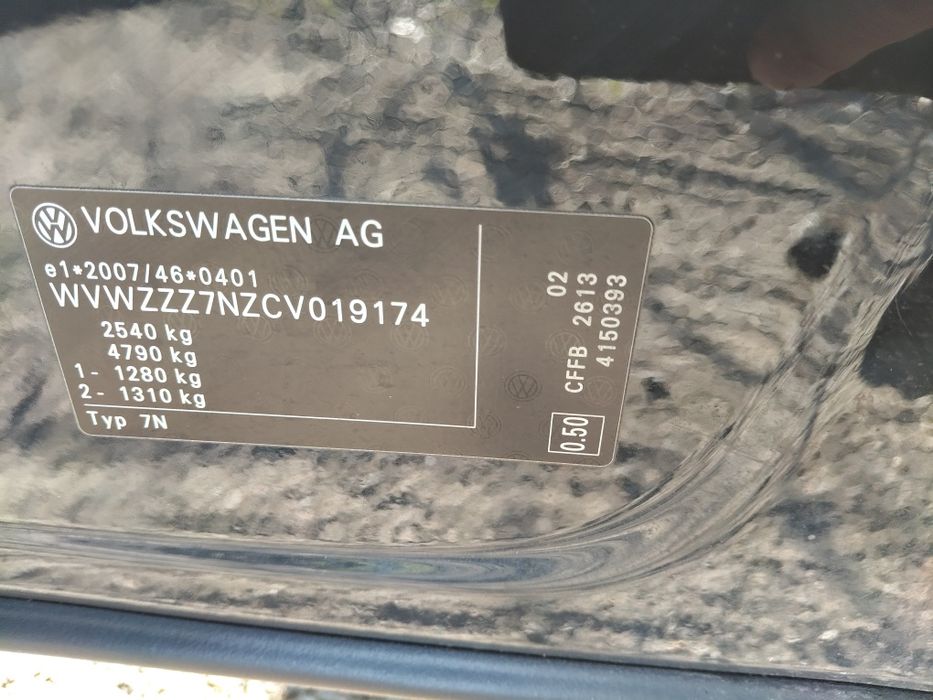 VOLKSWAGEN AG
e1*2007/46*0401
WVWZZZ7NZCV019174
2540 kg
4790 kg
1- 1280 kg
2- 1310 kg
Typ 7N
02
CFFB 2613
4150393
0.50